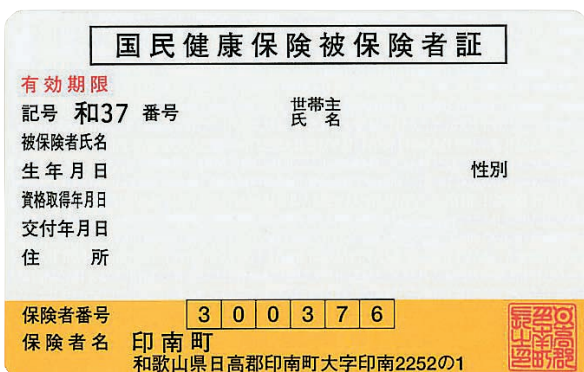 国民健康保険被保険者証
有効期限
記号 和37 番号 世帯主氏名
被保険者氏名
生年月日 性別
資格取得年月日
交付年月日
住所
保険者番号 300376
保険者名 印南町
和歌山県日高郡印南町大字印南2252の1